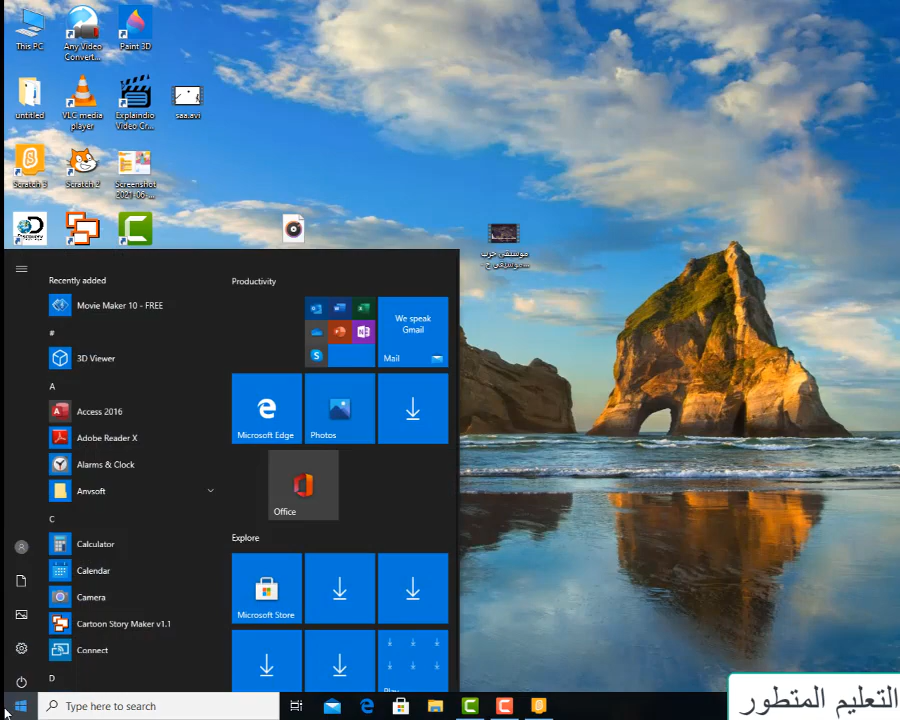 This PC
Any Video
Convert...
Paint 3D
untitled
VLC media
player
Explaindio
Video Cr...
saa.avi
Scratch 3
Scratch 2
Screenshot
2021-06-...
موسيقى حزب
Recently added
Movie Maker 10 - FREE
#
3D Viewer
A
Access 2016
Adobe Reader X
Alarms & Clock
Anvsoft
C
Calculator
Calendar
Camera
Cartoon Story Maker v1.1
Connect
D
Productivity
We speak
Gmail
Mail
Microsoft Edge
Photos
Office
Explore
Microsoft Store
Play
Type here to search
التعليم المتطور